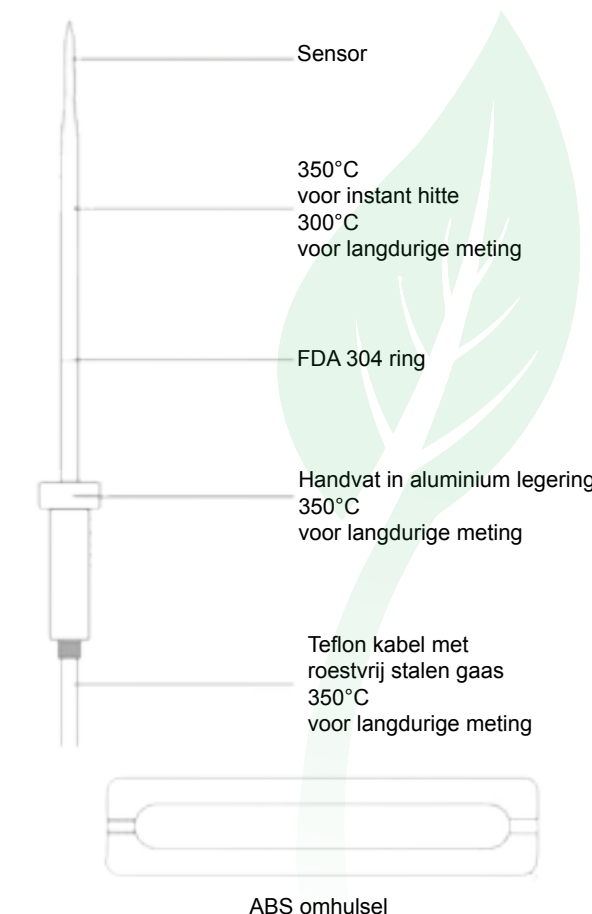 Sensor
350°C
voor instant hitte
300°C
voor langdurige meting
FDA 304 ring
Handvat in aluminium legering
350°C
voor langdurige meting
Teflon kabel met
roestvrij stalen gaas
350°C
voor langdurige meting
ABS omhulsel